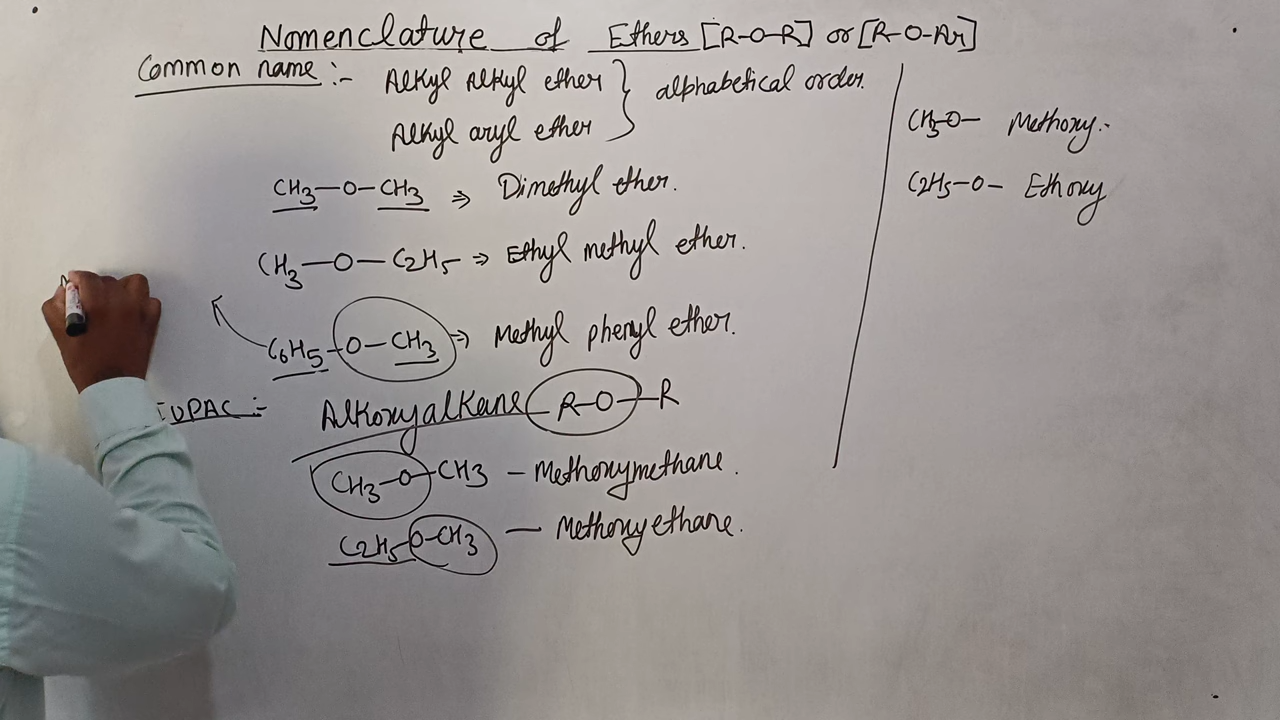 Nomenclature of Ethers [R-O-R] or [R-O-Ar]
Common name :- Alkyl Alkyl ether } alphabetical order.
Alkyl aryl ether
CH3-O-CH3 ⇒ Dimethyl ether.
CH3-O-C2H5 ⇒ Ethyl methyl ether.
C6H5-O-CH3 ⇒ Methyl phenyl ether.
IUPAC :- Alkoxyalkane R-O-R
CH3-O-CH3 - Methoxymethane.
C2H5-O-CH3 - Methoxyethane.
CH3-O- Methoxy.-
C2H5-O- Ethoxy